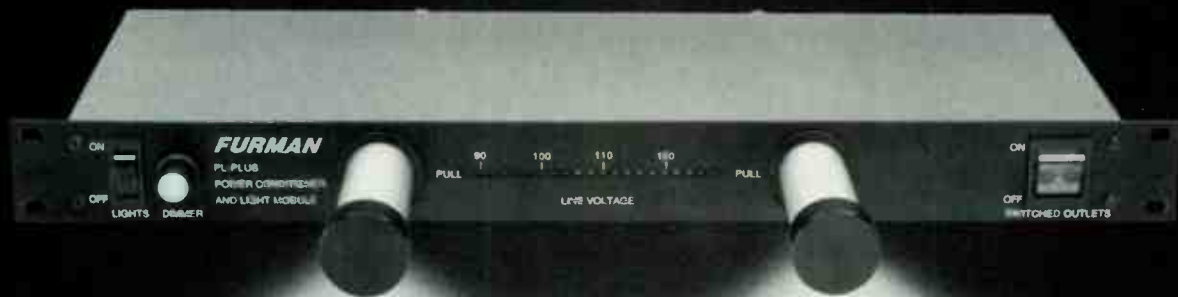 ON
OFF
LIGHTS DIMMER
FURMAN
PL-PLUS
POWER CONDITIONER
AND LIGHT MODULE
PULL
90 100 110 120
LINE VOLTAGE
PULL
ON
OFF
SWITCHED OUTLETS